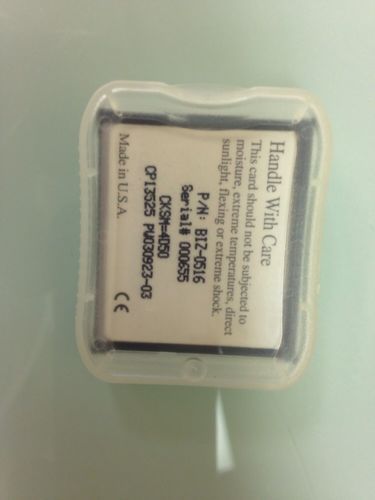 Handle With Care
This card should not be subjected to
moisture, extreme temperatures, direct
sunlight, flexing or extreme shock.
P/N: BIZ-0516
Serial# 000655
CKSM=4050
CP13525 PW030923-03
Made in U.S.A.
CE